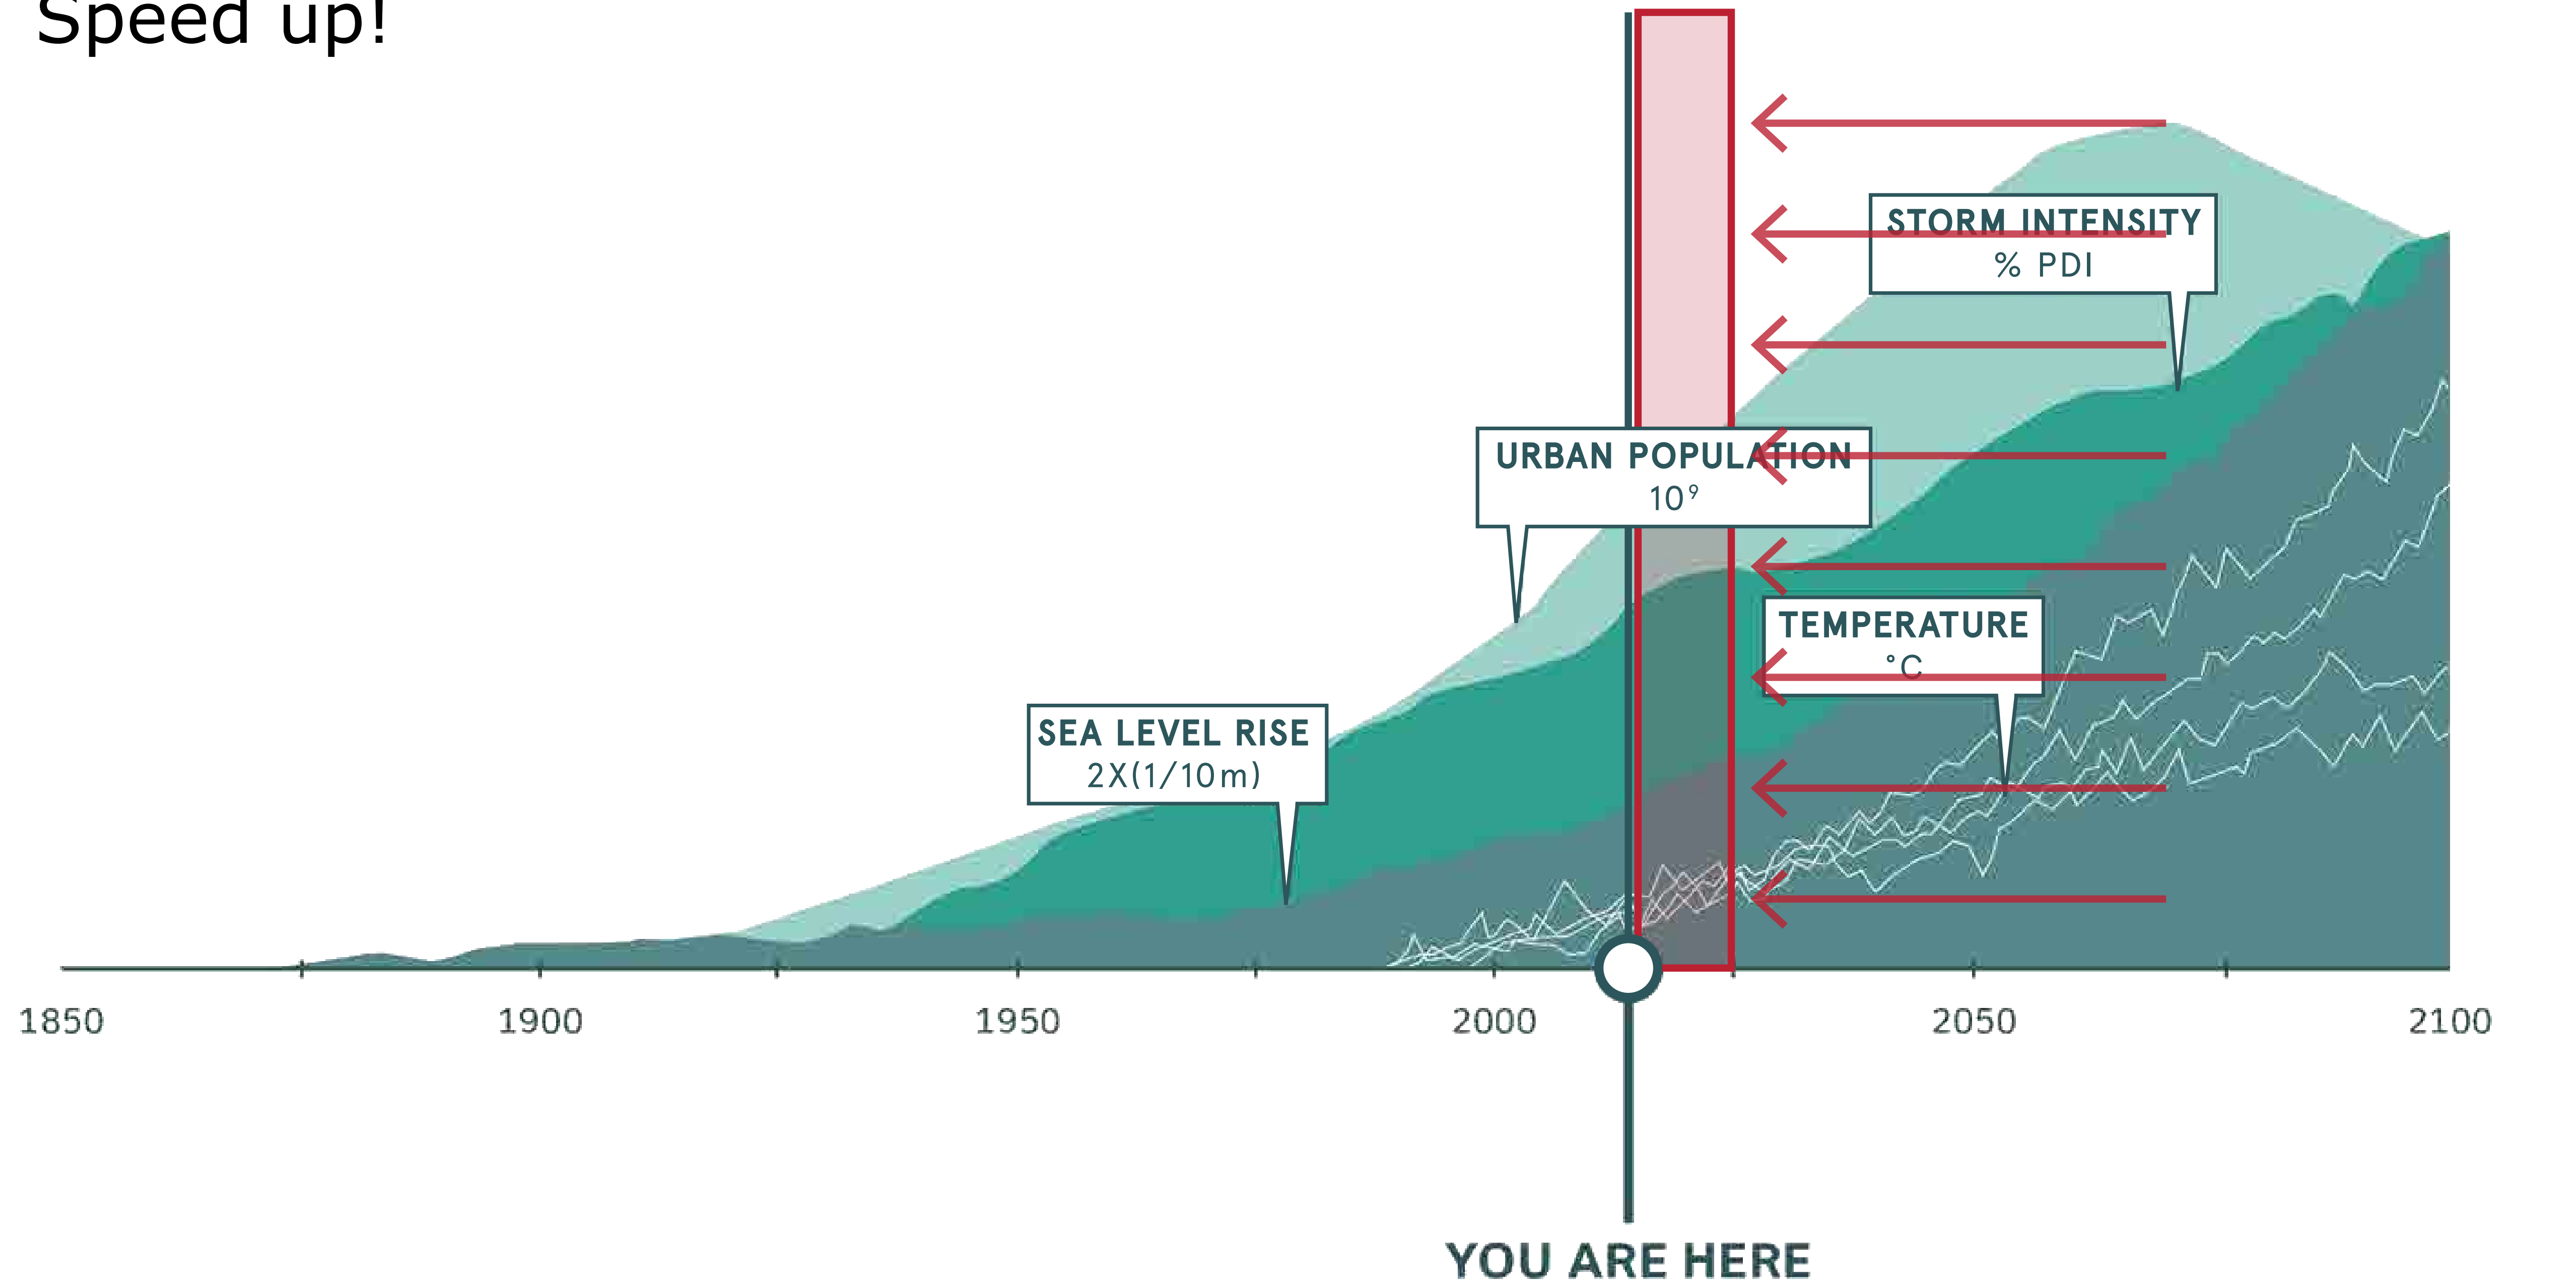 Speed up!
STORM INTENSITY
% PDI
URBAN POPULATION
10⁹
TEMPERATURE
°C
SEA LEVEL RISE
2X(1/10m)
1850 1900 1950 2000 2050 2100
YOU ARE HERE